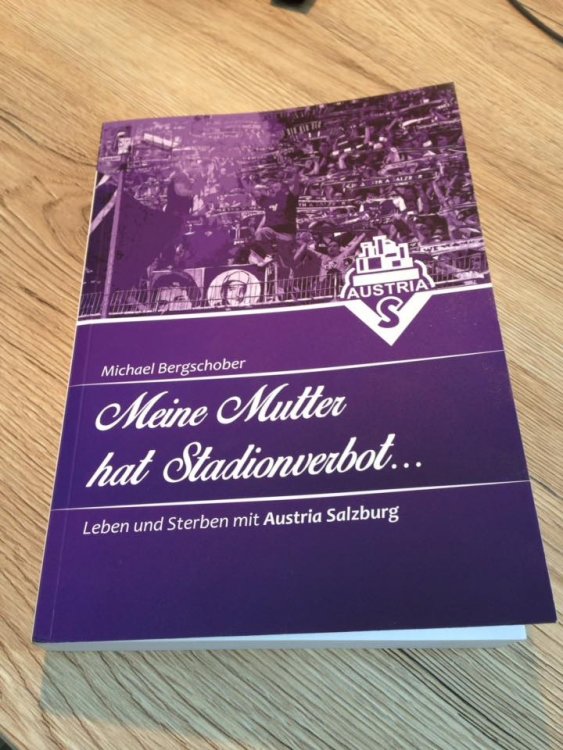 AUSTRIA
S
Michael Bergschober
Meine Mutter
hat Stadionverbot...
Leben und Sterben mit Austria Salzburg